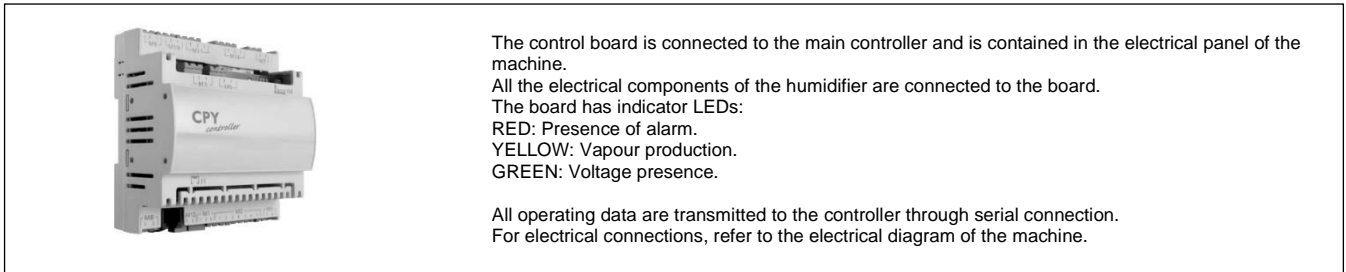 CPY
controller
The control board is connected to the main controller and is contained in the electrical panel of the
machine.
All the electrical components of the humidifier are connected to the board.
The board has indicator LEDs:
RED: Presence of alarm.
YELLOW: Vapour production.
GREEN: Voltage presence.
All operating data are transmitted to the controller through serial connection.
For electrical connections, refer to the electrical diagram of the machine.